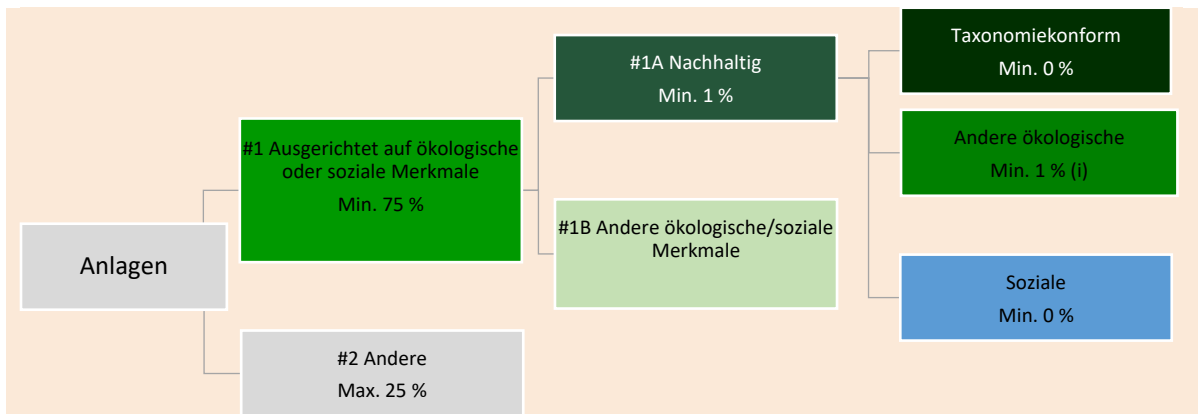 Anlagen
#1 Ausgerichtet auf ökologische
oder soziale Merkmale
Min. 75 %
#2 Andere
Max. 25 %
#1A Nachhaltig
Min. 1 %
#1B Andere ökologische/soziale
Merkmale
Taxonomiekonform
Min. 0 %
Andere ökologische
Min. 1 % (i)
Soziale
Min. 0 %